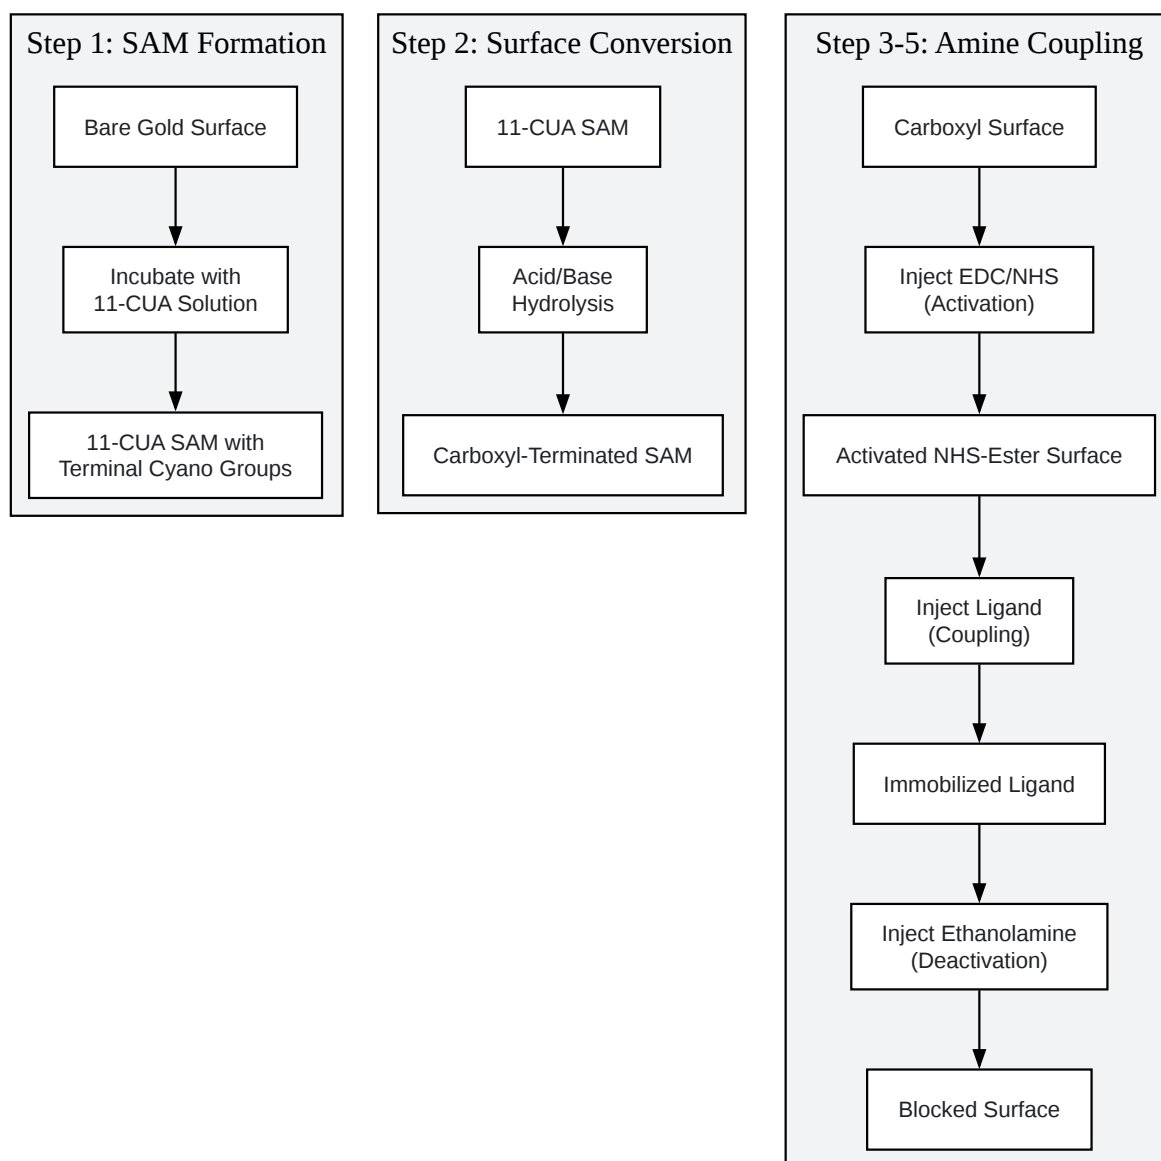 Step 1: SAM Formation
Bare Gold Surface
Incubate with
11-CUA Solution
11-CUA SAM with
Terminal Cyano Groups
Step 2: Surface Conversion
11-CUA SAM
Acid/Base
Hydrolysis
Carboxyl-Terminated SAM
Step 3-5: Amine Coupling
Carboxyl Surface
Inject EDC/NHS
(Activation)
Activated NHS-Ester Surface
Inject Ligand
(Coupling)
Immobilized Ligand
Inject Ethanolamine
(Deactivation)
Blocked Surface